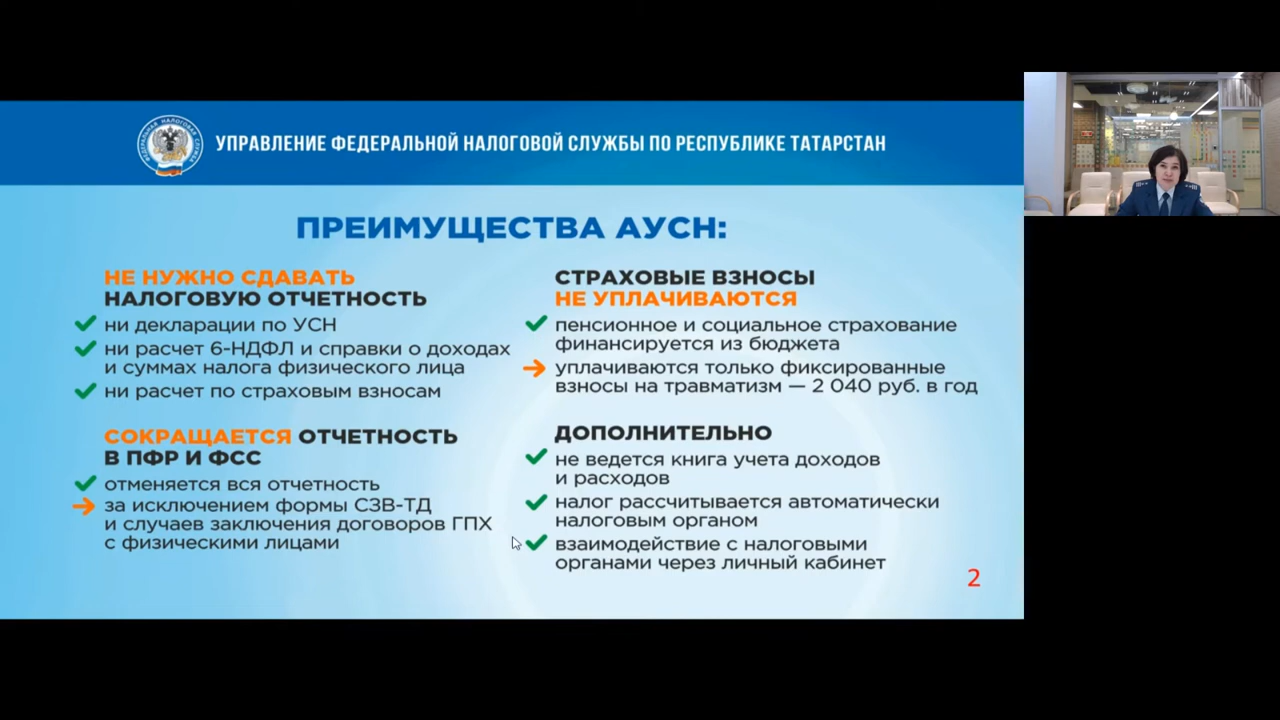 УПРАВЛЕНИЕ ФЕДЕРАЛЬНОЙ НАЛОГОВОЙ СЛУЖБЫ ПО РЕСПУБЛИКЕ ТАТАРСТАН
ФЕДЕРАЛЬНАЯ НАЛОГОВАЯ СЛУЖБА
ПРЕИМУЩЕСТВА АУСН:
НЕ НУЖНО СДАВАТЬ
НАЛОГОВУЮ ОТЧЕТНОСТЬ
ни декларации по УСН
ни расчет 6-НДФЛ и справки о доходах
и суммах налога физического лица
ни расчет по страховым взносам
СОКРАЩАЕТСЯ ОТЧЕТНОСТЬ
В ПФР И ФСС
отменяется вся отчетность
за исключением формы СЗВ-ТД
и случаев заключения договоров ГПХ
с физическими лицами
СТРАХОВЫЕ ВЗНОСЫ
НЕ УПЛАЧИВАЮТСЯ
пенсионное и социальное страхование
финансируется из бюджета
уплачиваются только фиксированные
взносы на травматизм — 2 040 руб. в год
ДОПОЛНИТЕЛЬНО
не ведется книга учета доходов
и расходов
налог рассчитывается автоматически
налоговым органом
взаимодействие с налоговыми
органами через личный кабинет
2